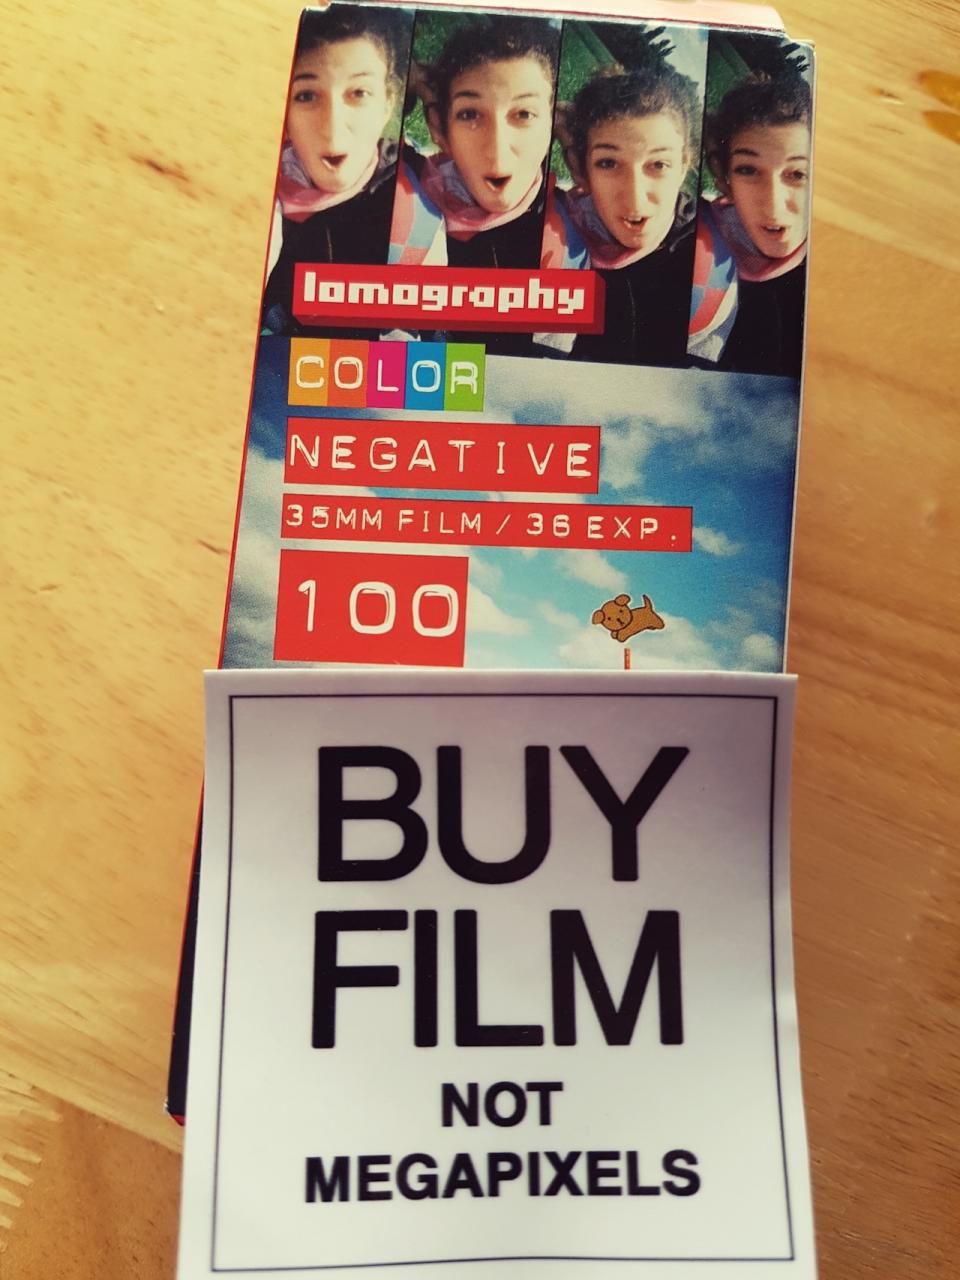 lomography
COLOR
NEGATIVE
35MM FILM / 36 EXP.
100
BUY
FILM
NOT
MEGAPIXELS